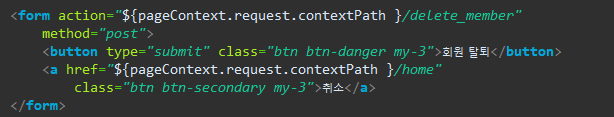 <form action="${pageContext.request.contextPath }/delete_member"
method="post">
<button type="submit" class="btn btn-danger my-3">회원 탈퇴</button>
<a href="${pageContext.request.contextPath }/home"
class="btn btn-secondary my-3">취소</a>
</form>